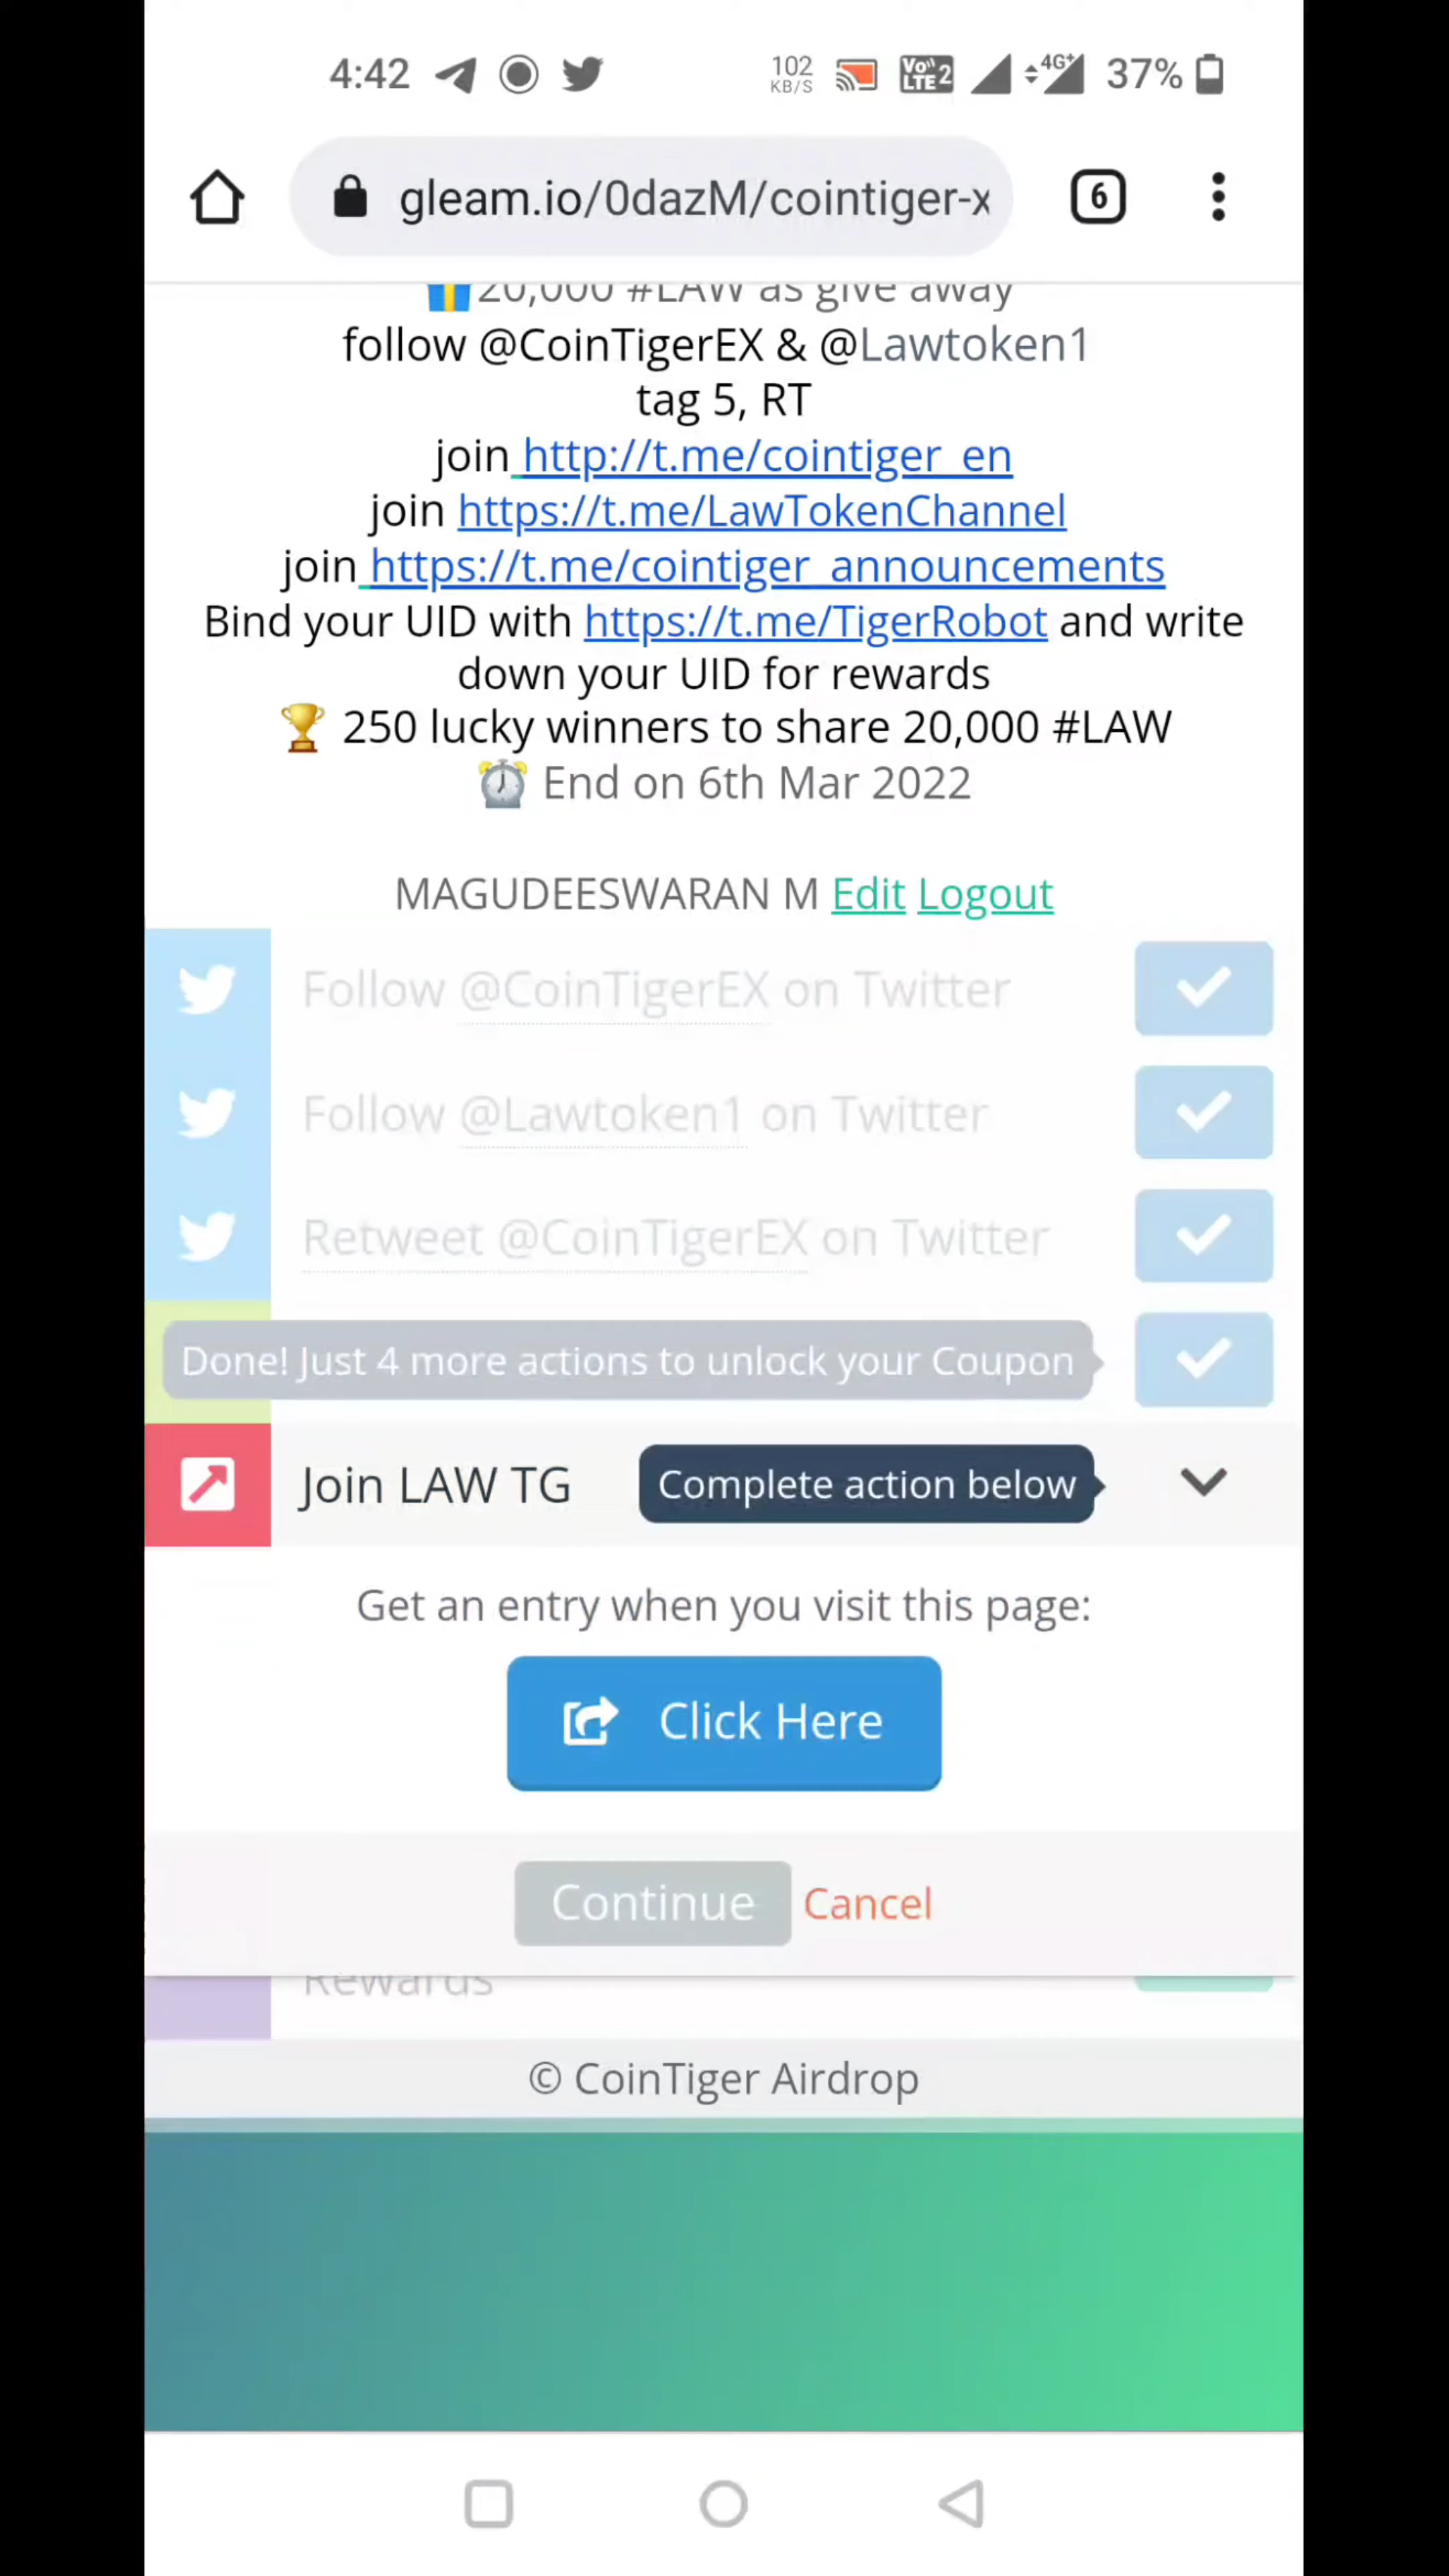 4:42 102 KB/S Vo)) LTE 2 4G+ 37%
gleam.io/0dazM/cointiger-x 6
20,000 #LAW as give away
follow @CoinTigerEX & @Lawtoken1
tag 5, RT
join http://t.me/cointiger_en
join https://t.me/LawTokenChannel
join https://t.me/cointiger_announcements
Bind your UID with https://t.me/TigerRobot and write
down your UID for rewards
250 lucky winners to share 20,000 #LAW
End on 6th Mar 2022
MAGUDEESWARAN M Edit Logout
Follow @CoinTigerEX on Twitter
Follow @Lawtoken1 on Twitter
Retweet @CoinTigerEX on Twitter
Done! Just 4 more actions to unlock your Coupon
Join LAW TG Complete action below
Get an entry when you visit this page:
Click Here
Continue Cancel
Rewards
© CoinTiger Airdrop